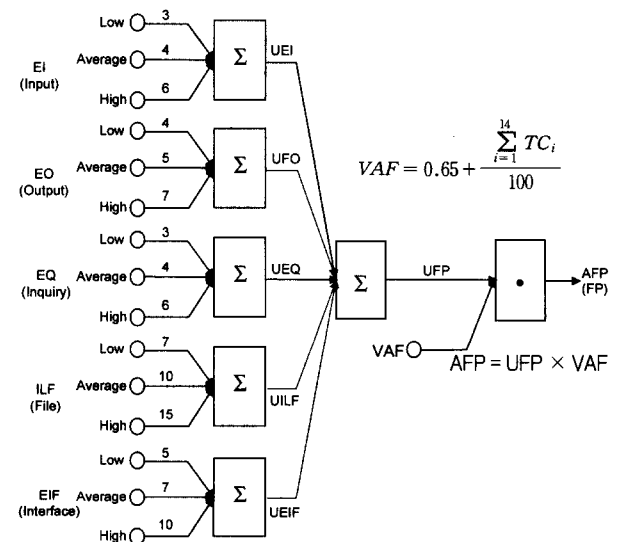 Low 3
EI
(Input)
Average 4
High 6
Σ
UEI
Low 4
EO
(Output)
Average 5
High 7
Σ
UFO
Low 3
EQ
(Inquiry)
Average 4
High 6
Σ
UEQ
Low 7
ILF
(File)
Average 10
High 15
Σ
UILF
Low 5
EIF
(Interface)
Average 7
High 10
Σ
UEIF
Σ
UFP
VAF
•
AFP
(FP)
VAF = 0.65 + \frac{\sum_{i=1}^{14} TC_i}{100}
AFP = UFP × VAF